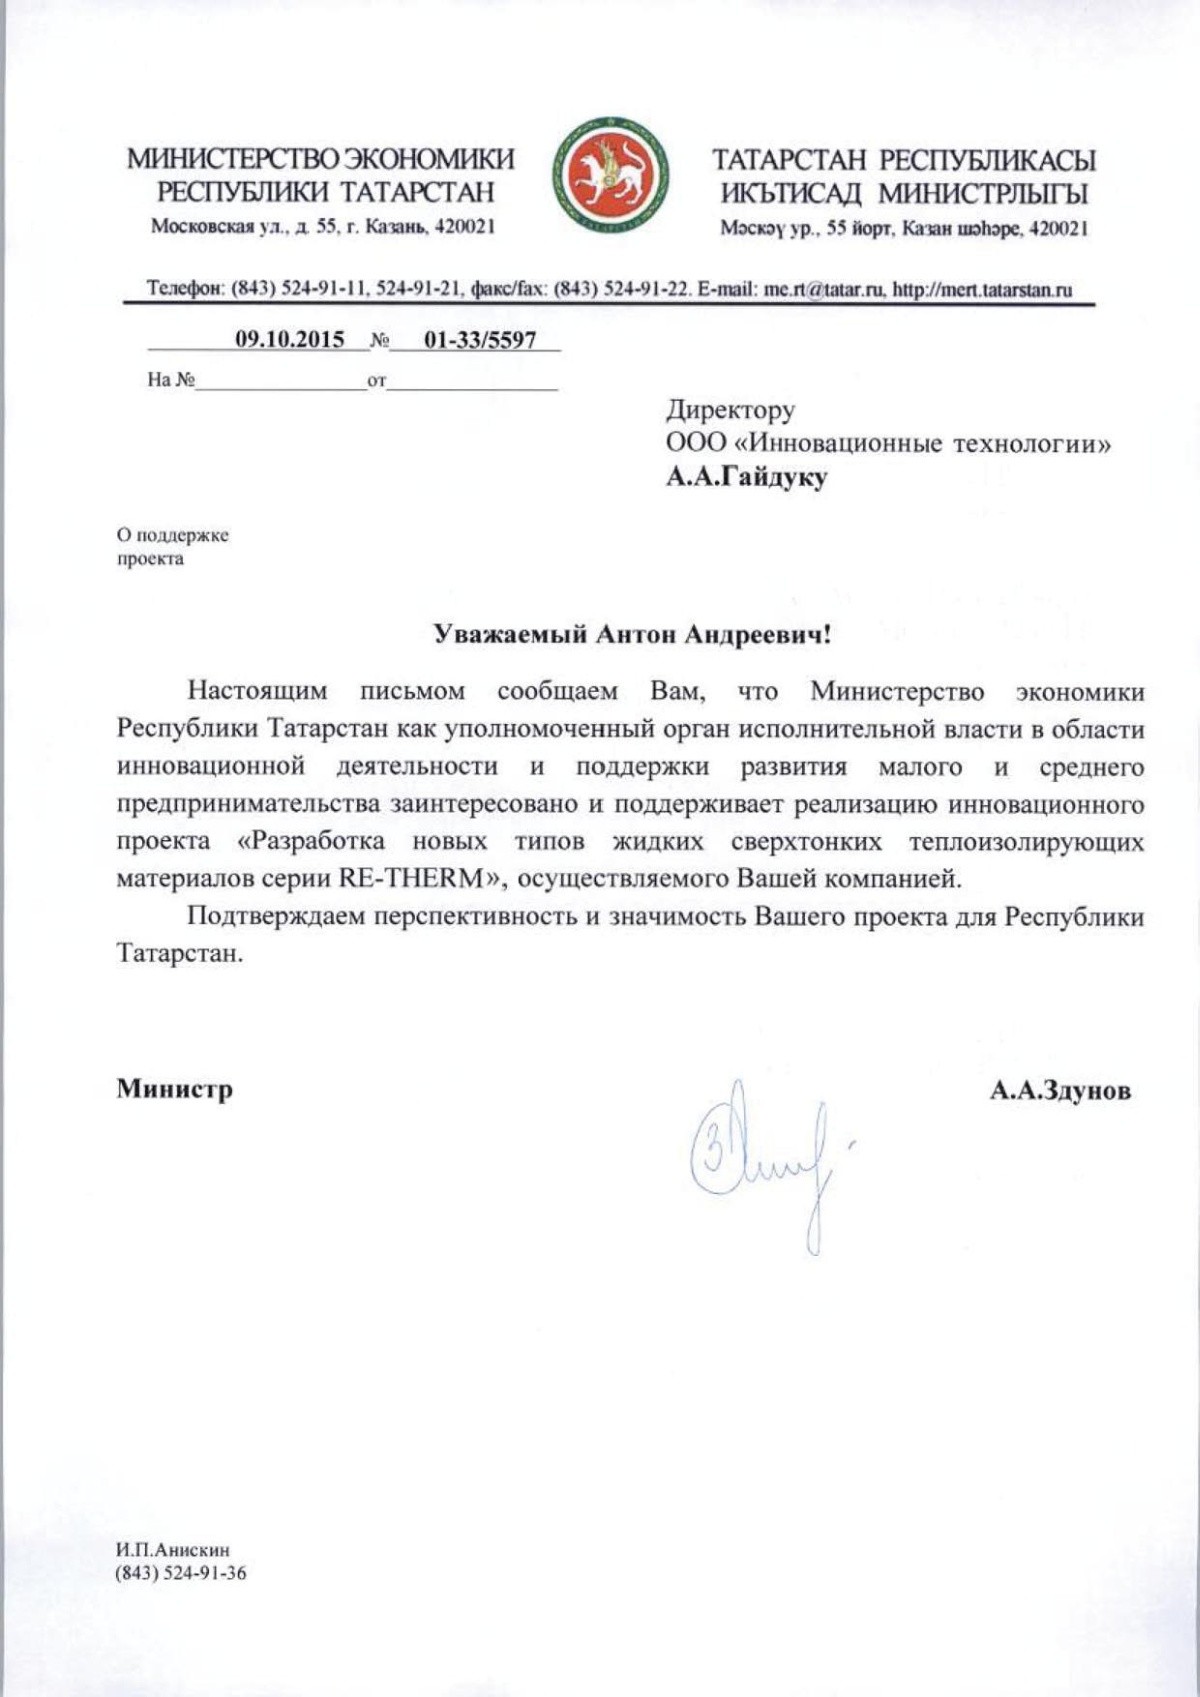 МИНИСТЕРСТВО ЭКОНОМИКИ
РЕСПУБЛИКИ ТАТАРСТАН
Московская ул., д. 55, г. Казань, 420021
ТАТАРСТАН РЕСПУБЛИКАСЫ
ИКЪТИСАД МИНИСТРЛЫГЫ
Мәскәү ур., 55 йорт, Казан шәһәре, 420021
Телефон: (843) 524-91-11, 524-91-21, факс/fax: (843) 524-91-22. E-mail: me.rt@tatar.ru, http://mert.tatarstan.ru
09.10.2015 № 01-33/5597
На № от
Директору
ООО «Инновационные технологии»
А.А.Гайдуку
О поддержке
проекта
Уважаемый Антон Андреевич!
Настоящим письмом сообщаем Вам, что Министерство экономики
Республики Татарстан как уполномоченный орган исполнительной власти в области
инновационной деятельности и поддержки развития малого и среднего
предпринимательства заинтересовано и поддерживает реализацию инновационного
проекта «Разработка новых типов жидких сверхтонких теплоизолирующих
материалов серии RE-THERM», осуществляемого Вашей компанией.
Подтверждаем перспективность и значимость Вашего проекта для Республики
Татарстан.
Министр
А.А.Здунов
И.П.Анискин
(843) 524-91-36